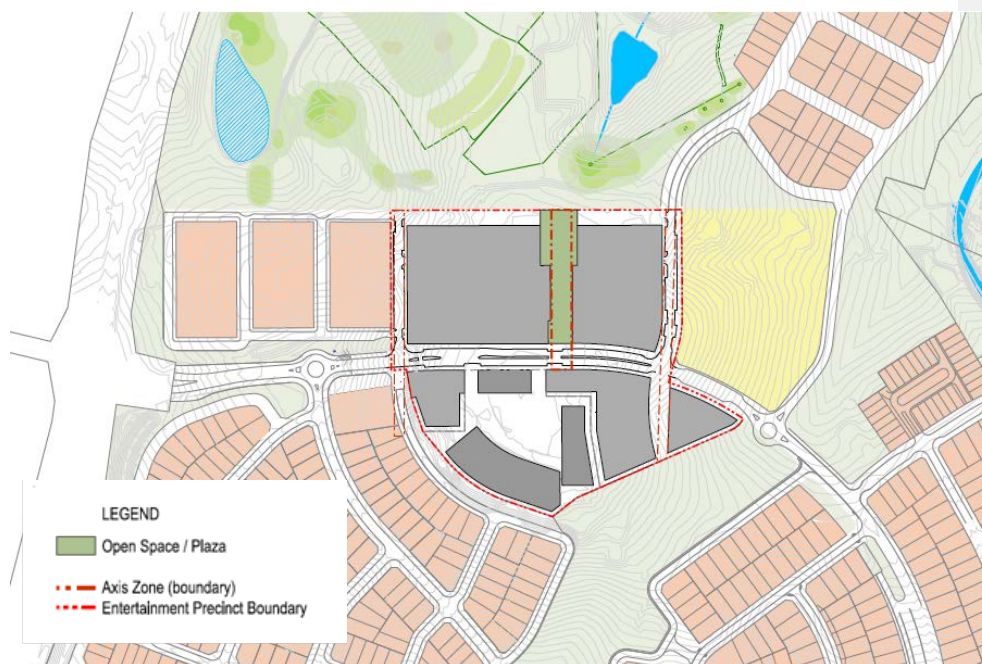 LEGEND
Open Space / Plaza
Axis Zone (boundary)
Entertainment Precinct Boundary